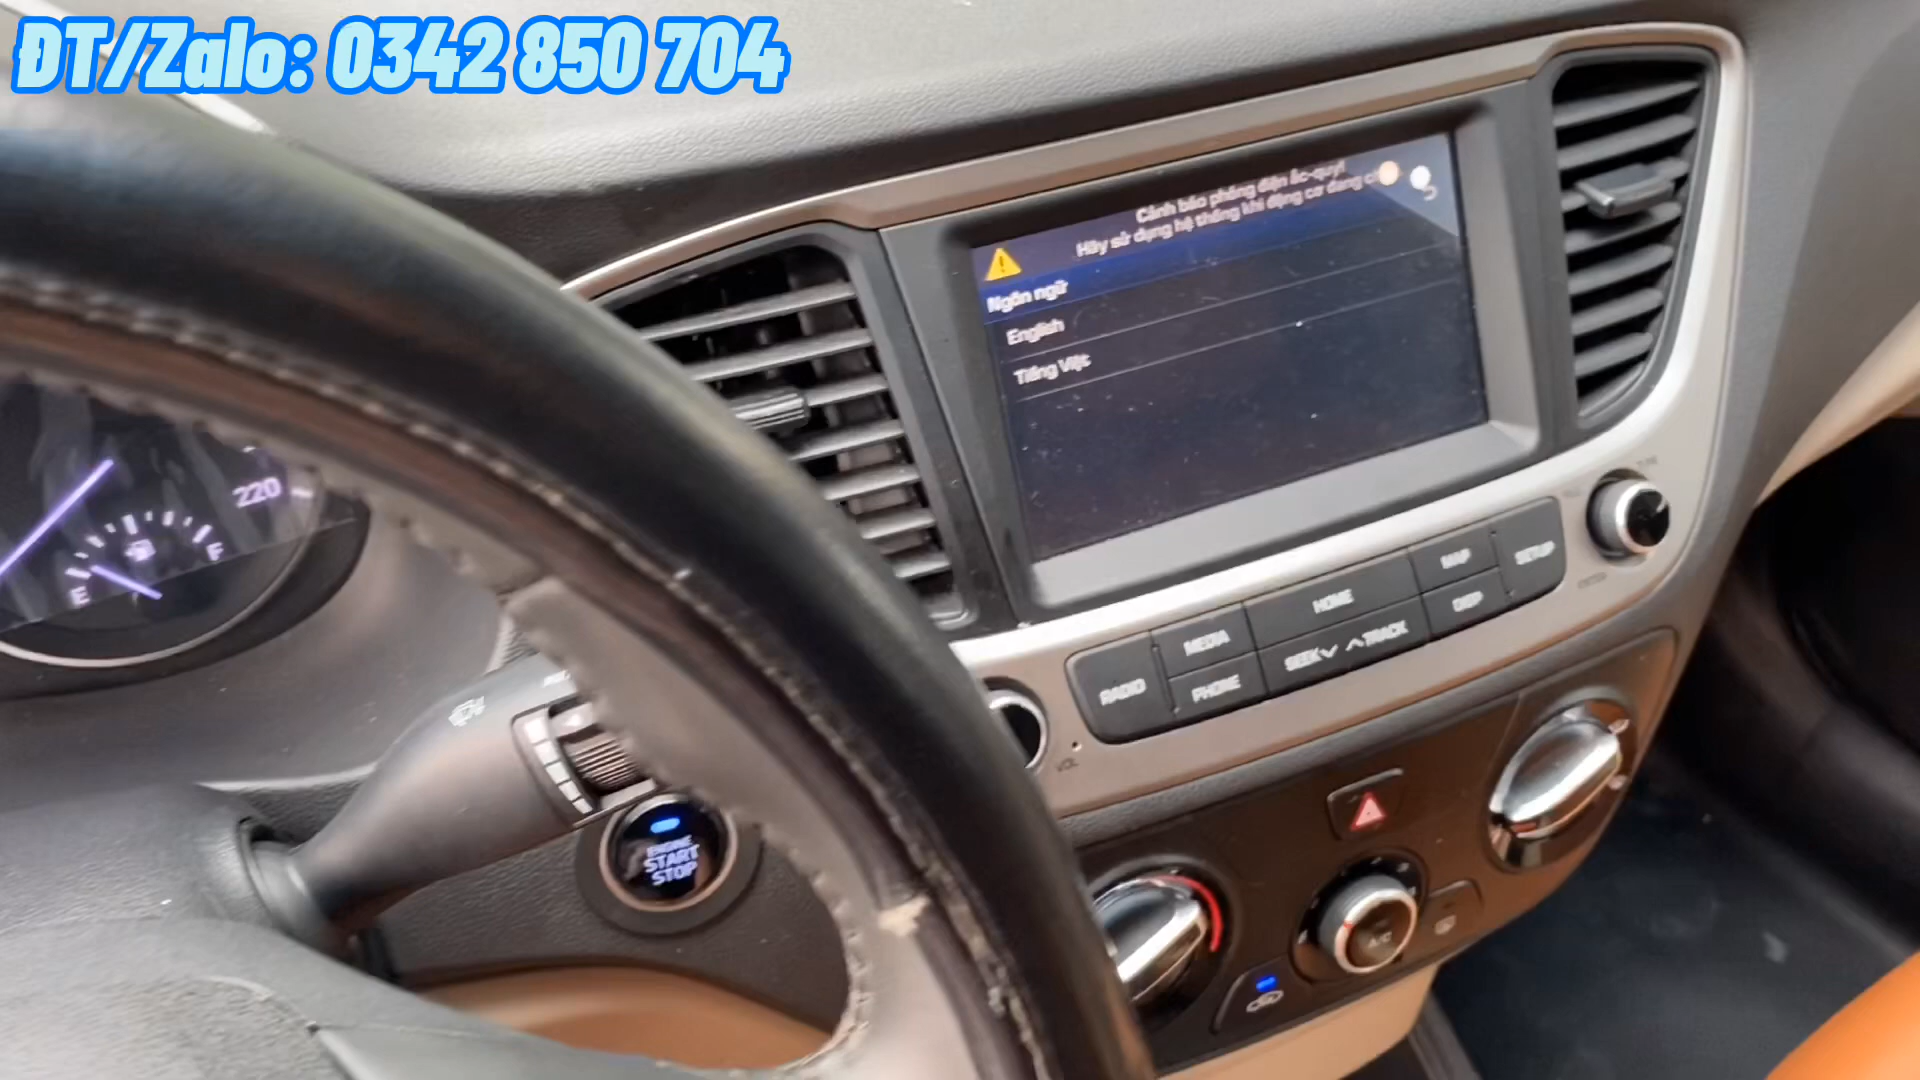 ĐT/Zalo: 0342 850 704
Cảnh báo phóng điện ắc-quy!
Hãy sử dụng hệ thống khi động cơ đang
Ngôn ngữ
English
Tiếng Việt
220
E
F
MAP
SETUP
HOME
DISP
MEDIA
SEEK TRACK
RADIO
PHONE
VOL
ENGINE
START
STOP
A/C